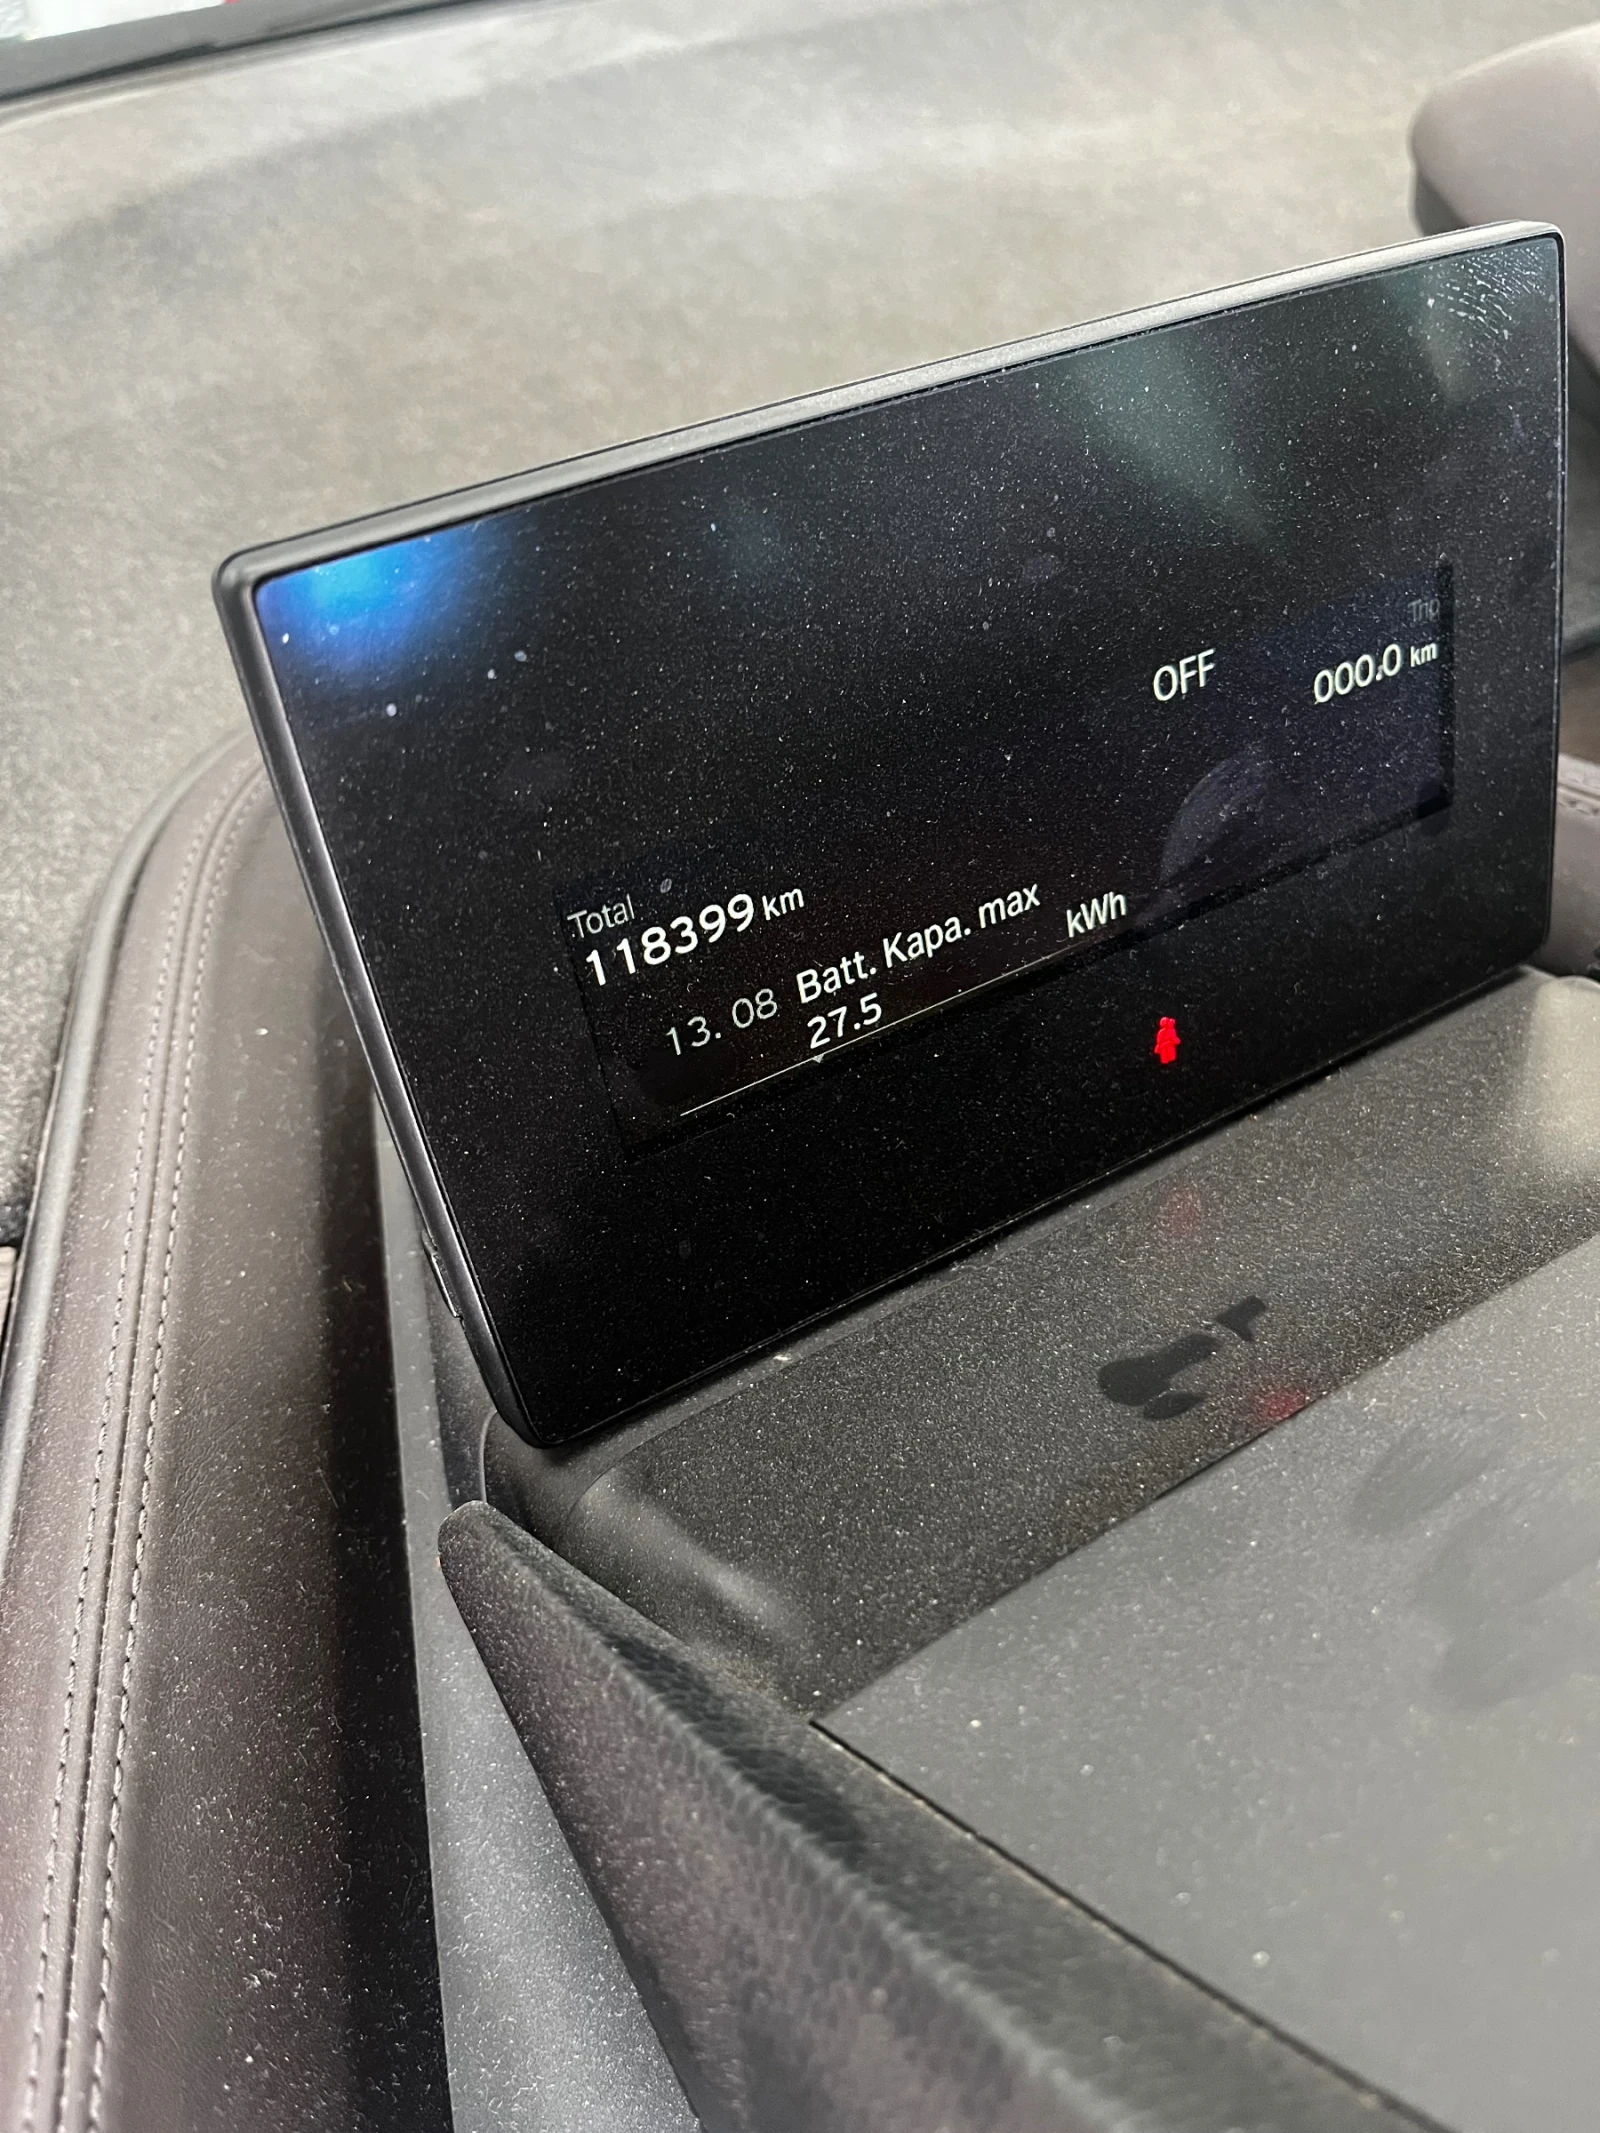 OFF
Trip
000.0 km
Total
118399 km
13. 08 Batt. Kapa. max
27.5 kWh